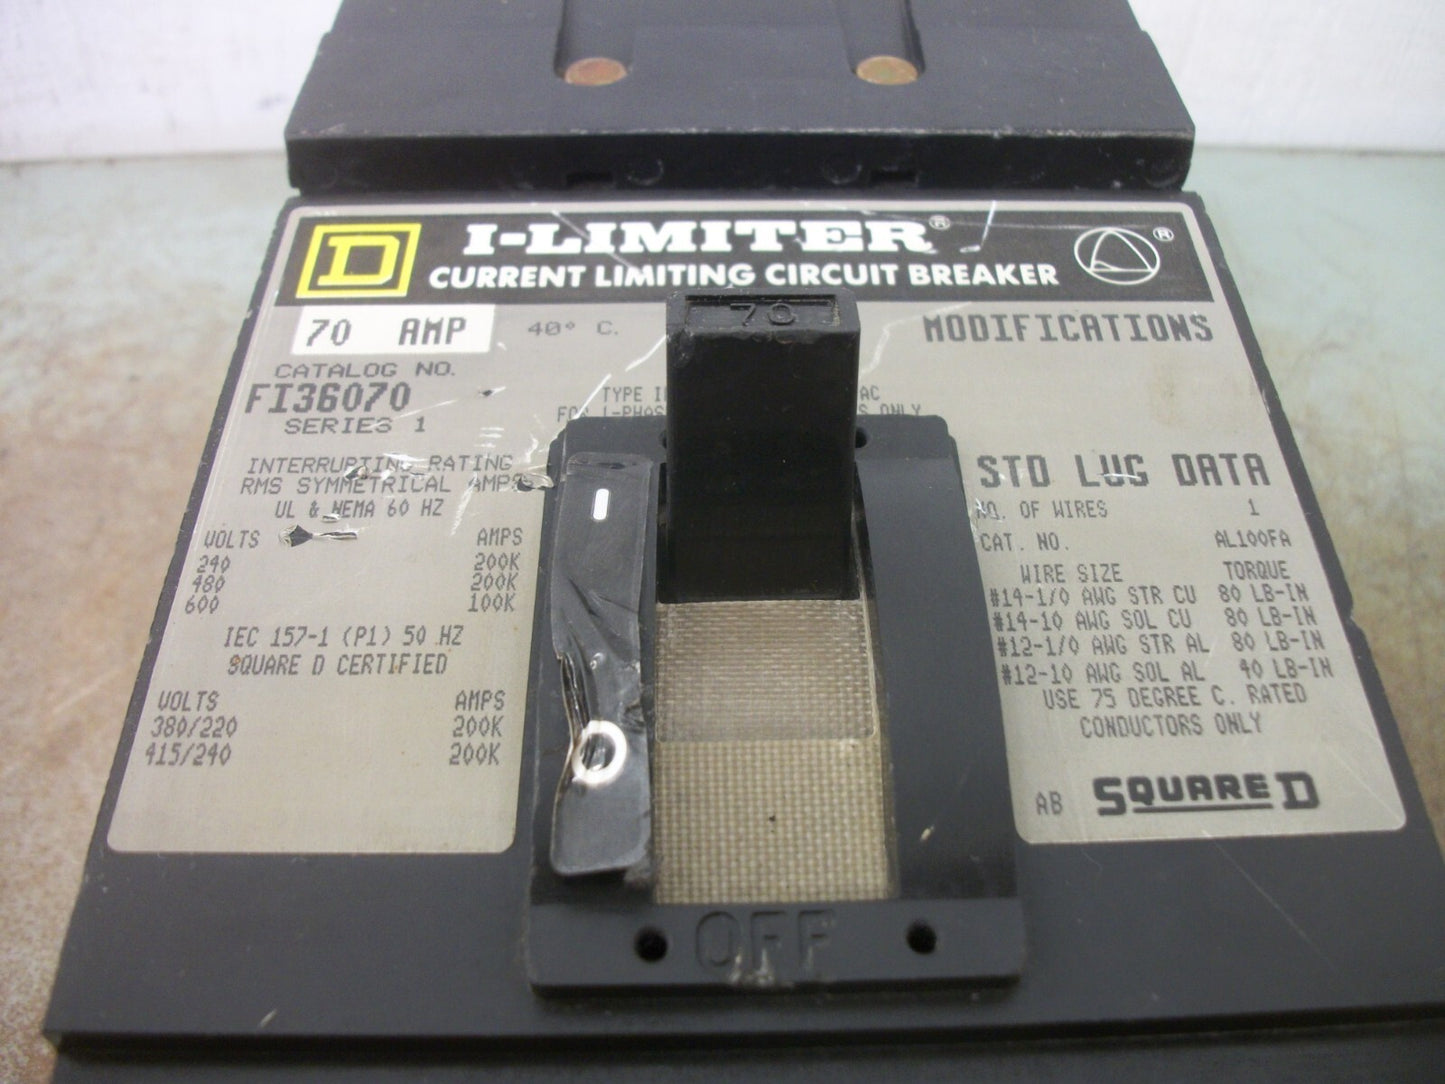 D I-LIMITER®
CURRENT LIMITING CIRCUIT BREAKER
®
70 AMP 40° C.
70
MODIFICATIONS
CATALOG NO.
FI36070
SERIES 1
TYPE AC
ONLY
INTERRUPTING RATING
RMS SYMMETRICAL AMPS
UL & NEMA 60 HZ
VOLTS AMPS
240 200K
480 200K
600 100K
IEC 157-1 (P1) 50 HZ
SQUARE D CERTIFIED
VOLTS AMPS
380/220 200K
415/240 200K
STD LUG DATA
NO. OF WIRES 1
CAT. NO. AL100FA
WIRE SIZE TORQUE
#14-1/0 AWG STR CU 80 LB-IN
#14-10 AWG SOL CU 80 LB-IN
#12-1/0 AWG STR AL 80 LB-IN
#12-10 AWG SOL AL 40 LB-IN
USE 75 DEGREE C. RATED
CONDUCTORS ONLY
AB SQUARE D
OFF